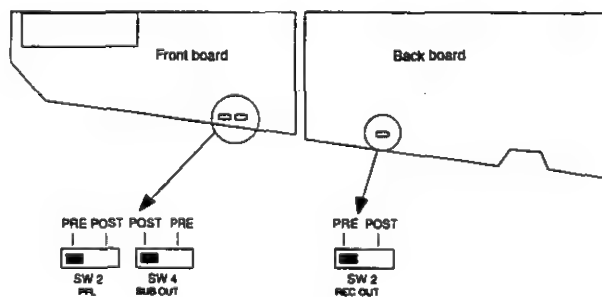 Front board
Back board
PRE POST POST PRE
SW 2
PFL
SW 4
SUB OUT
PRE POST
SW 2
REC OUT